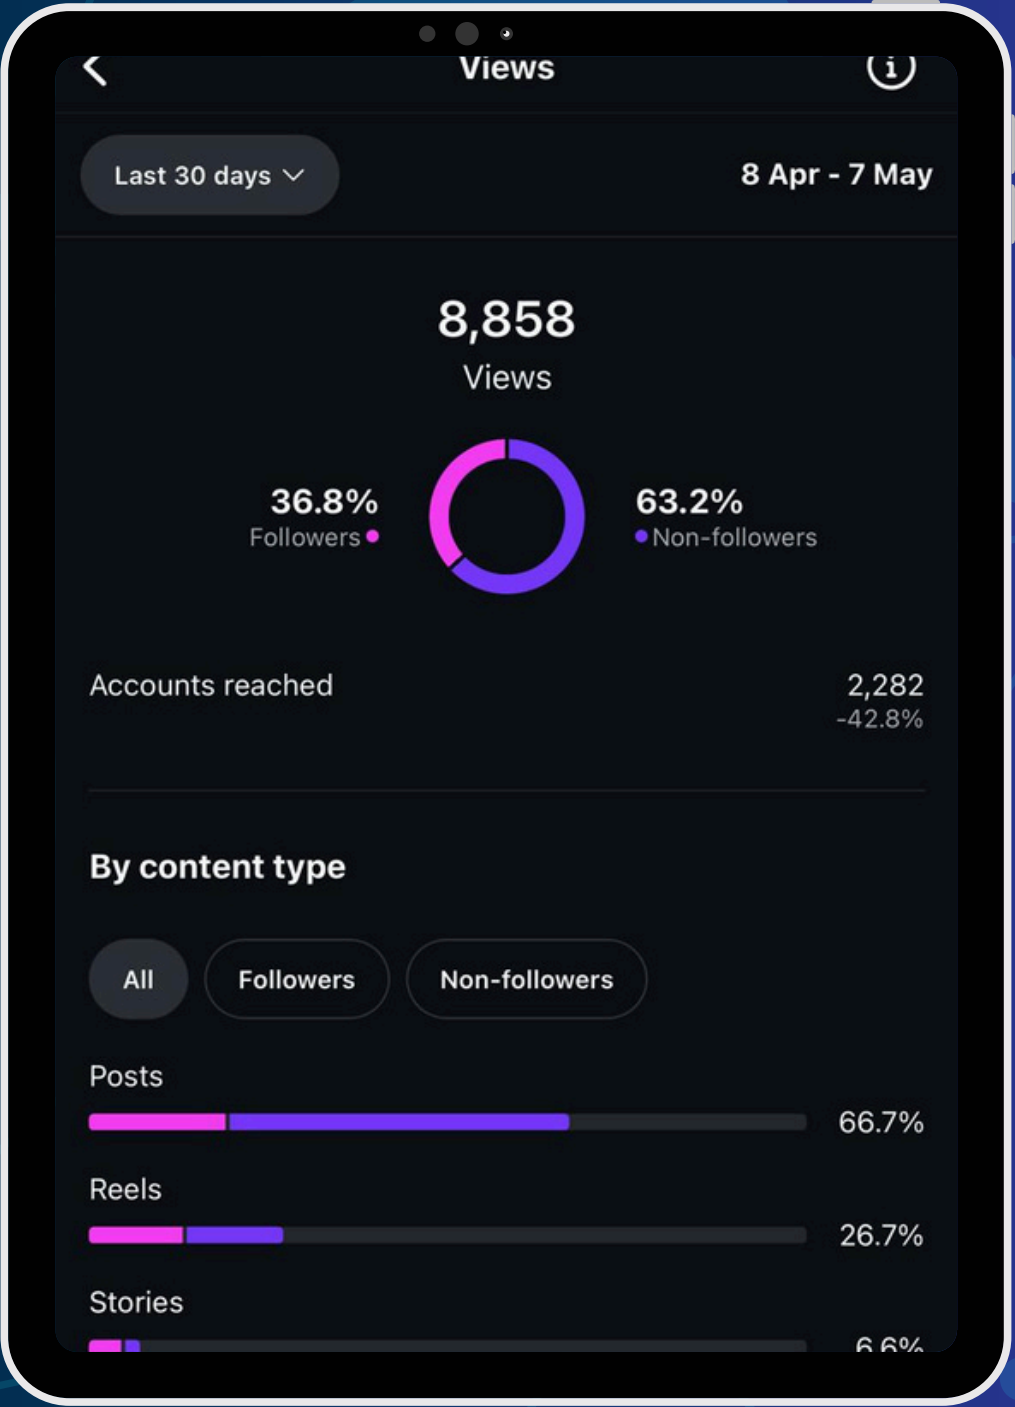 Views
Last 30 days
8 Apr - 7 May
8,858
Views
36.8%
Followers
63.2%
Non-followers
Accounts reached
2,282
-42.8%
By content type
All
Followers
Non-followers
Posts
66.7%
Reels
26.7%
Stories
6.6%